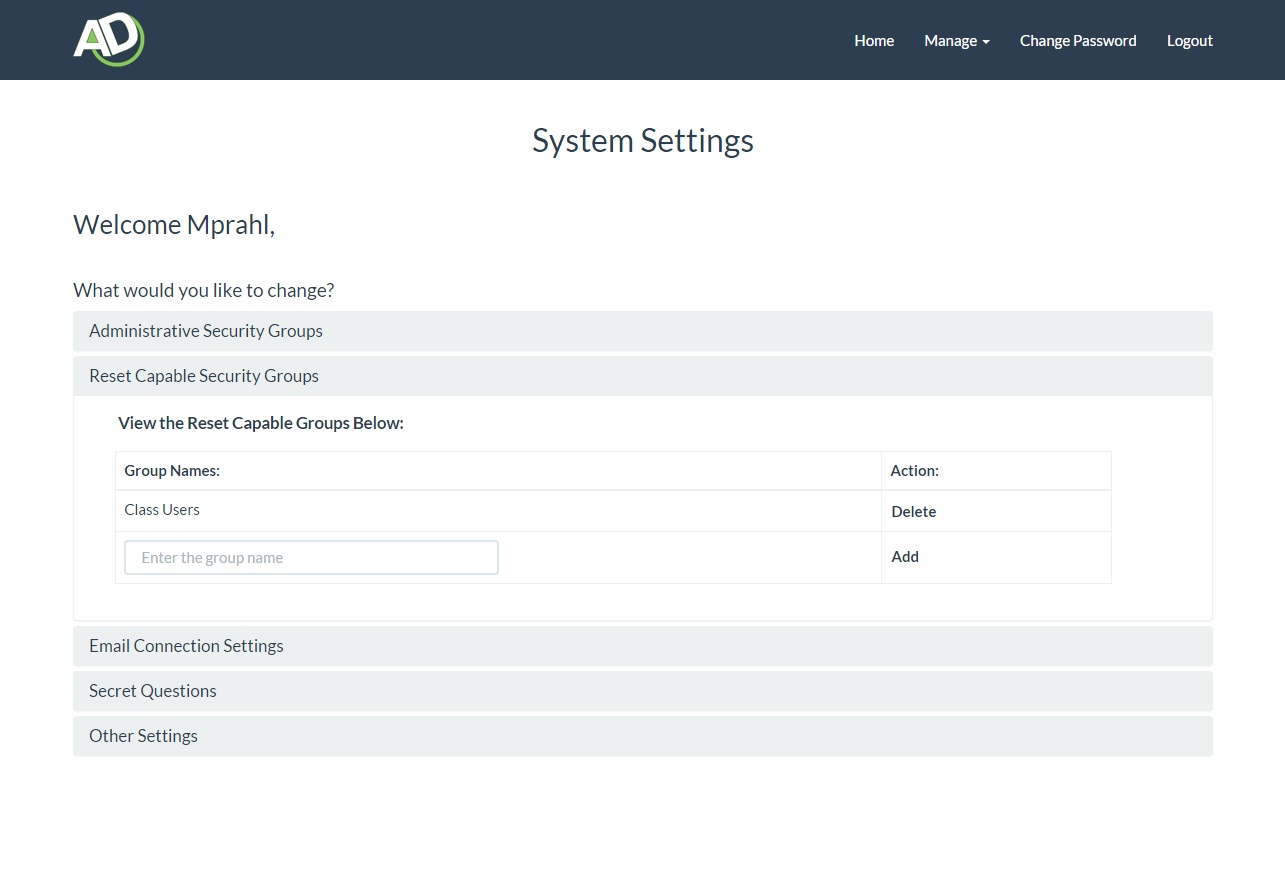 AD
Home Manage Change Password Logout
System Settings
Welcome Mprahl,
What would you like to change?
Administrative Security Groups
Reset Capable Security Groups
View the Reset Capable Groups Below:
Group Names: Action:
Class Users Delete
Enter the group name Add
Email Connection Settings
Secret Questions
Other Settings